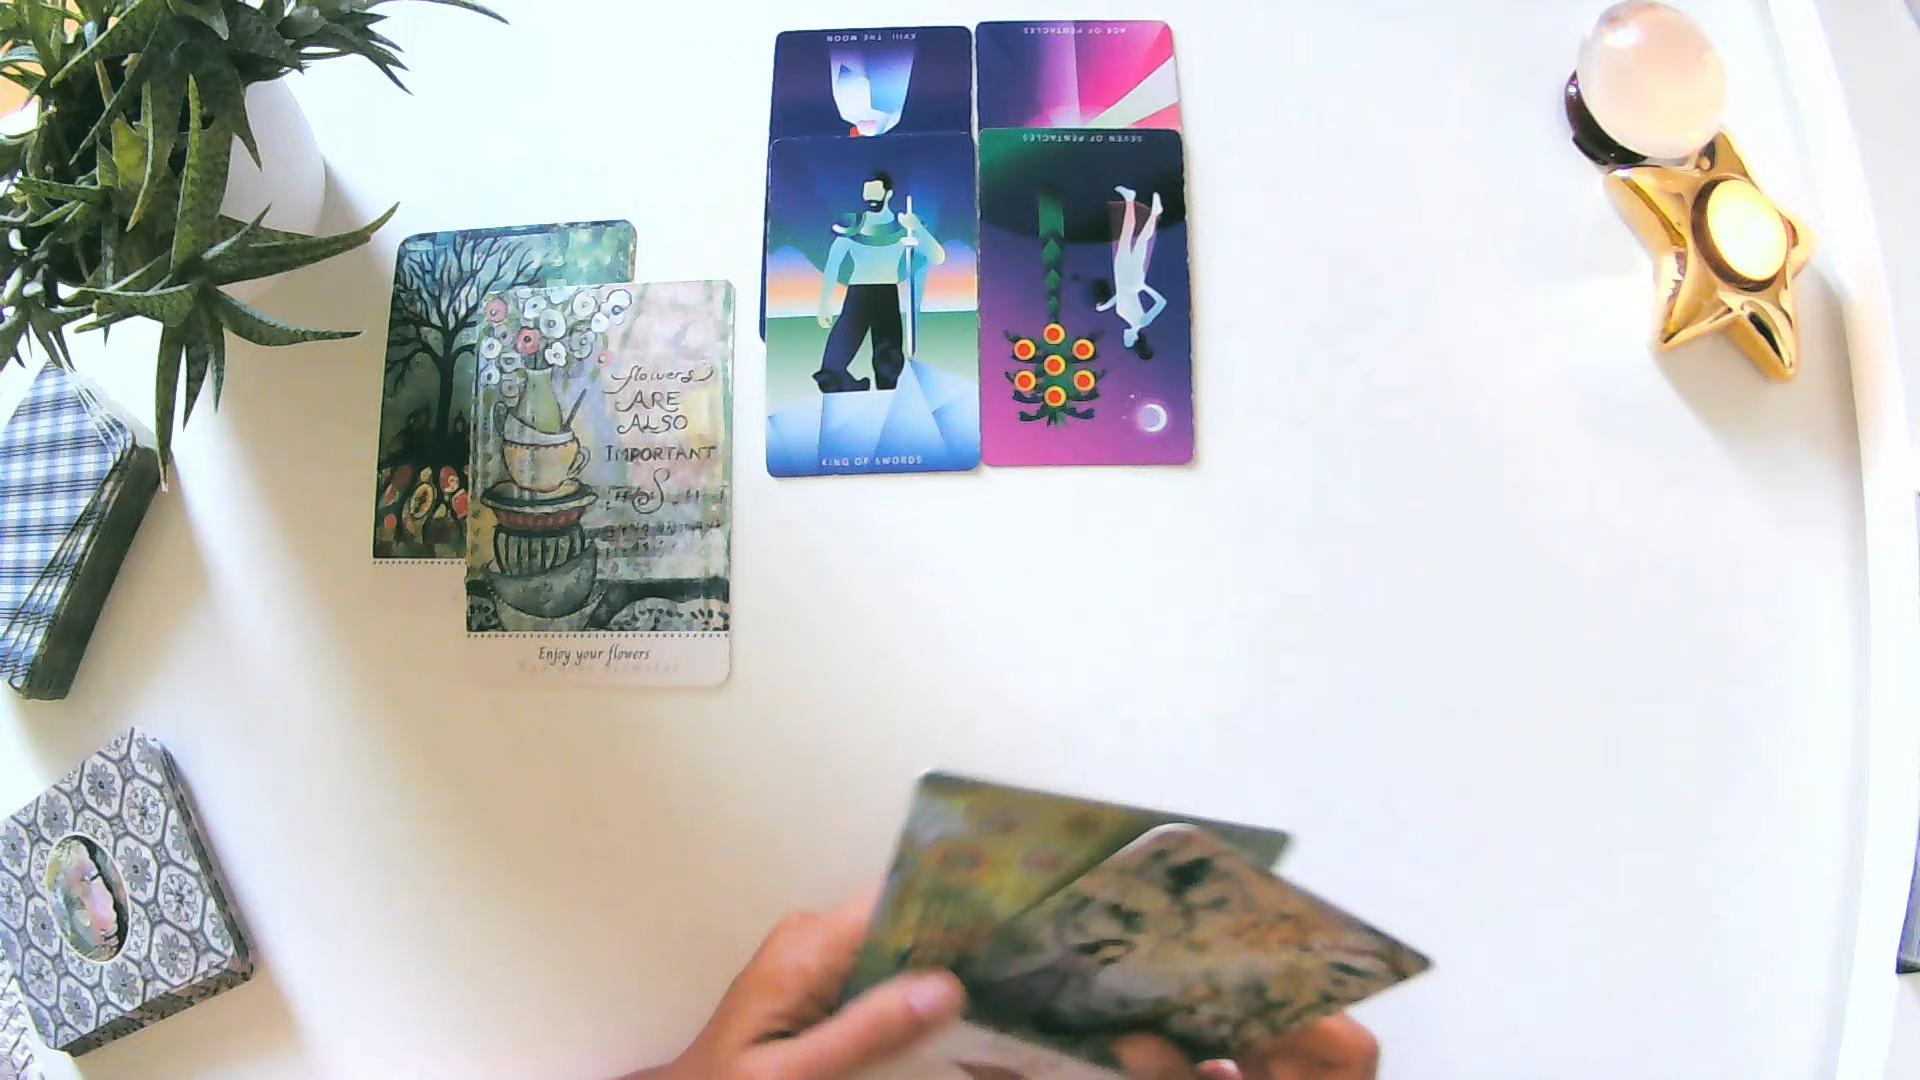 XVIII THE MOON
ACE OF PENTACLES
SEVEN OF PENTACLES
KING OF SWORDS
flowers
ARE
ALSO
IMPORTANT
Enjoy your flowers